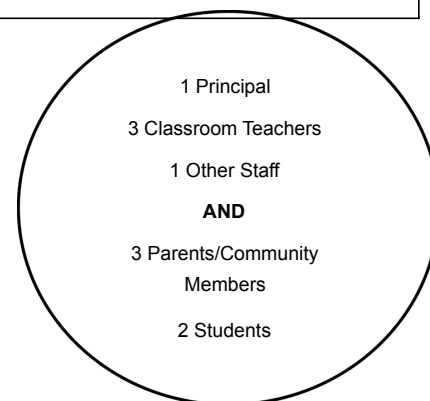 1 Principal
3 Classroom Teachers
1 Other Staff
AND
3 Parents/Community
Members
2 Students